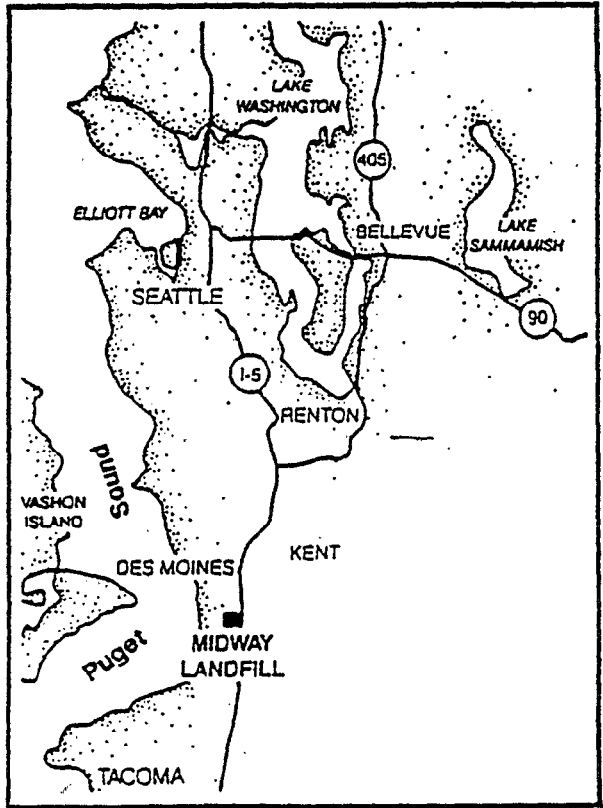 LAKE
WASHINGTON
405
ELLIOTT BAY
BELLEVUE
LAKE
SAMMAMISH
SEATTLE
90
I-5
RENTON
Sound
VASHON
ISLAND
KENT
DES MOINES
Puget
MIDWAY
LANDFILL
TACOMA